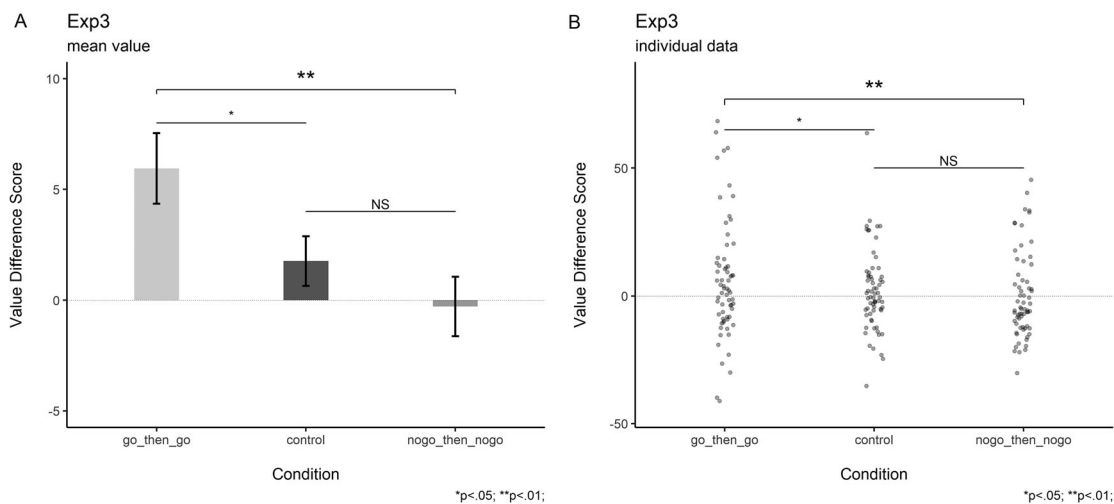 A
Exp3
mean value
**
*
NS
Value Difference Score
10
5
0
-5
go_then_go control nogo_then_nogo
Condition
*p<.05; **p<.01;
B
Exp3
individual data
**
*
NS
Value Difference Score
50
0
-50
go_then_go control nogo_then_nogo
Condition
*p<.05; **p<.01;